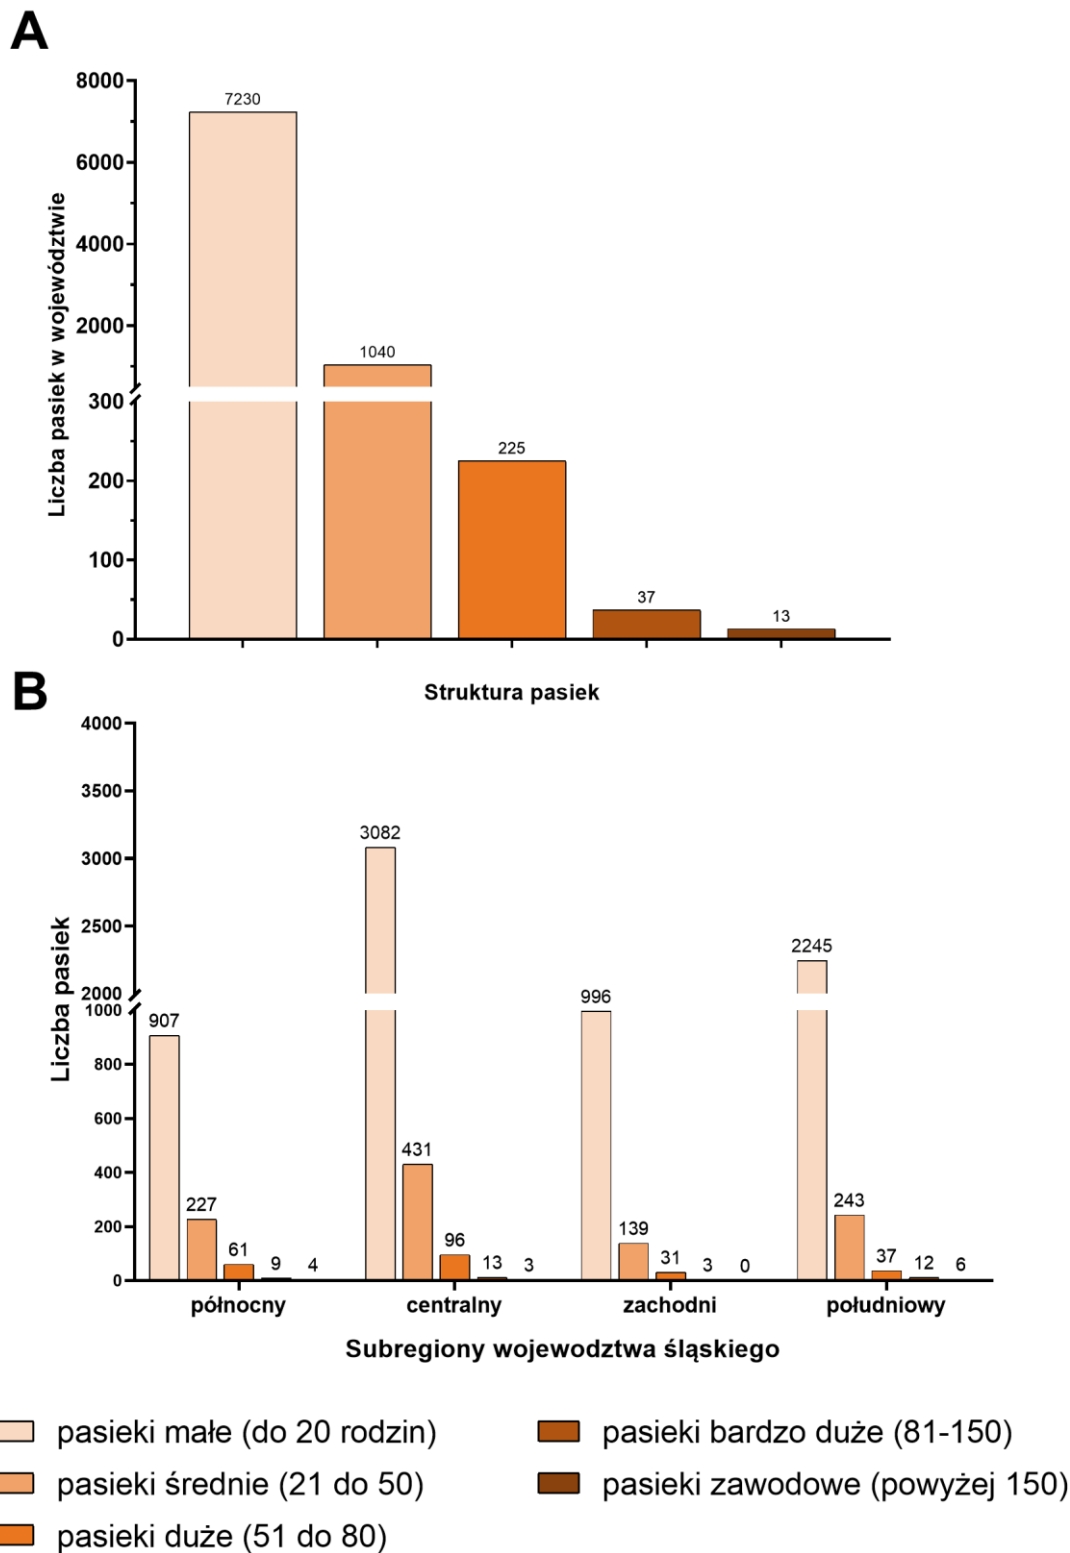 A
8000
6000
4000
2000
300
200
100
0
Liczba pasiek w województwie
7230
1040
225
37
13
Struktura pasiek
B
4000
3500
3000
2500
2000
1000
800
600
400
200
0
Liczba pasiek
907
227
61
9
4
3082
431
96
13
3
996
139
31
3
0
2245
243
37
12
6
północny
centralny
zachodni
południowy
Subregiony wojewodztwa śląskiego
pasieki małe (do 20 rodzin)
pasieki średnie (21 do 50)
pasieki duże (51 do 80)
pasieki bardzo duże (81-150)
pasieki zawodowe (powyżej 150)